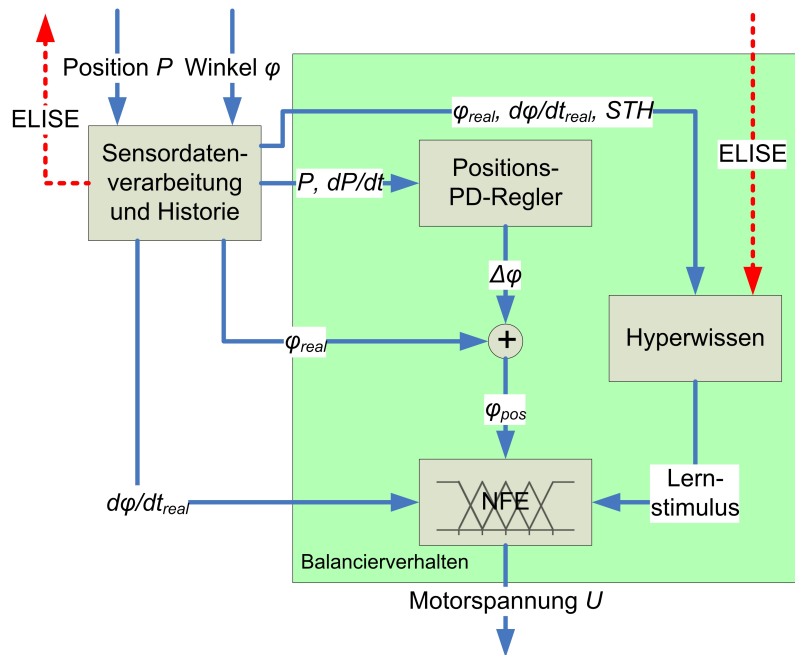 Position P
Winkel φ
ELISE
φreal, dφ/dtreal, STH
ELISE
Sensordaten-
verarbeitung
und Historie
P, dP/dt
Positions-
PD-Regler
Δφ
φreal
+
Hyperwissen
φpos
dφ/dtreal
NFE
Lern-
stimulus
Balancierverhalten
Motorspannung U